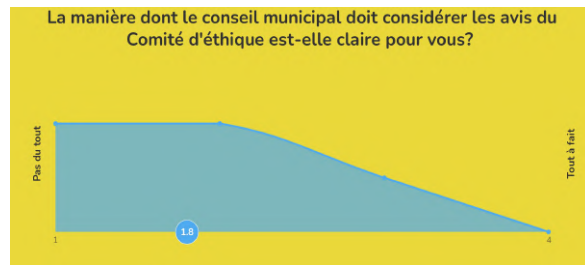 La manière dont le conseil municipal doit considérer les avis du
Comité d'éthique est-elle claire pour vous?
Pas du tout
Tout à fait
1.8
1
4